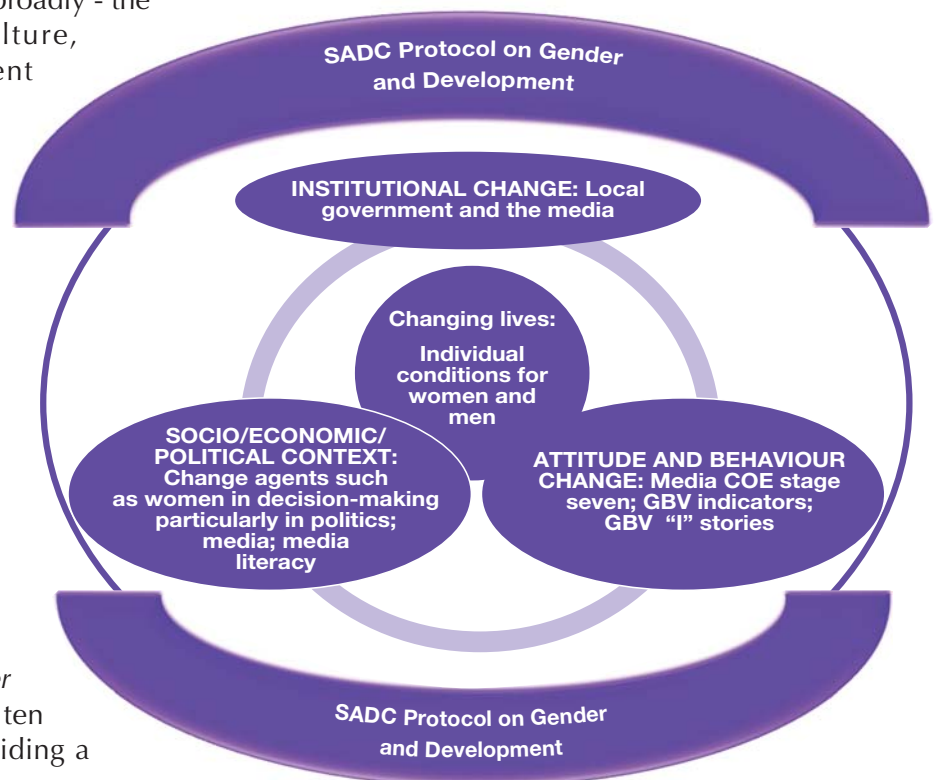 broadly - the
SADC Protocol on Gender
and Development
INSTITUTIONAL CHANGE: Local
government and the media
Changing lives:
Individual
conditions for
women and
men
SOCIO/ECONOMIC/
POLITICAL CONTEXT:
Change agents such
as women in decision-making
particularly in politics;
media; media
literacy
ATTITUDE AND BEHAVIOUR
CHANGE: Media COE stage
seven; GBV indicators;
GBV “I” stories
ten
SADC Protocol on Gender
and Development